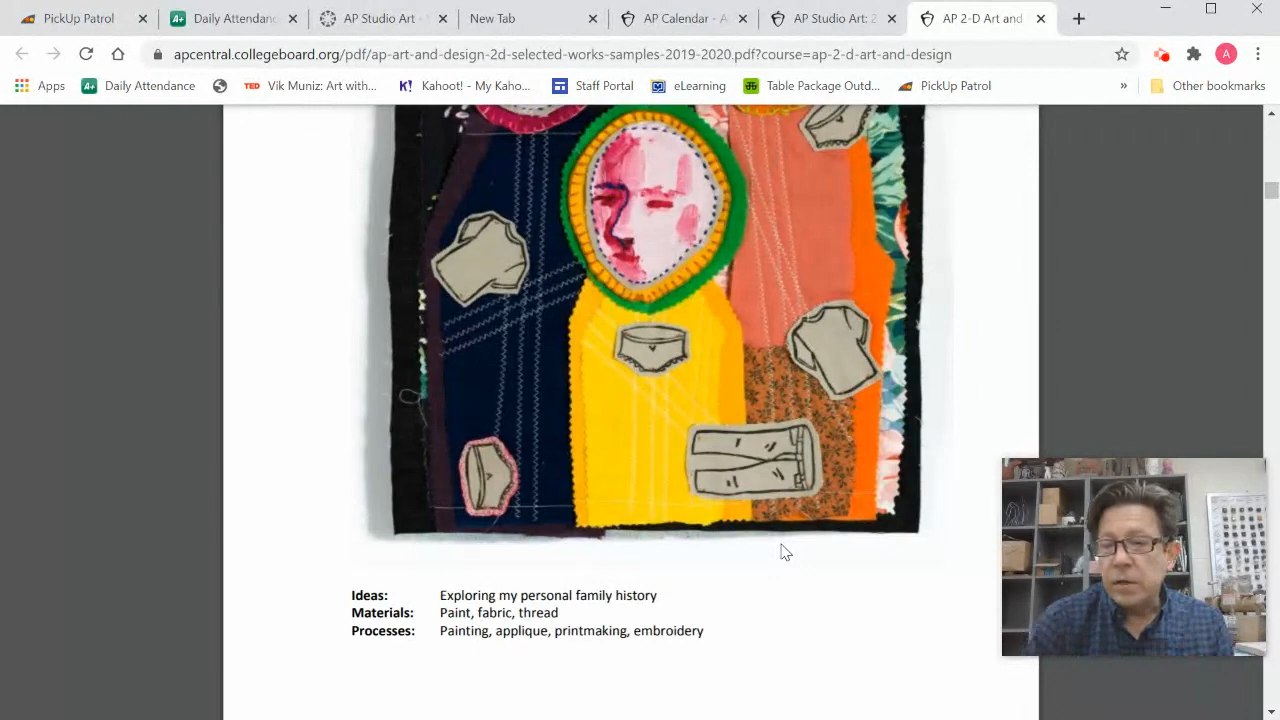 PickUp Patrol
Daily Attendanc
AP Studio Art -
New Tab
AP Calendar - A
AP Studio Art: 2
AP 2-D Art and
apcentral.collegeboard.org/pdf/ap-art-and-design-2d-selected-works-samples-2019-2020.pdf?course=ap-2-d-art-and-design
A
Daily Attendance
TED Vik Muniz: Art with...
Kahoot! - My Kaho...
Staff Portal
eLearning
Table Package Outd...
PickUp Patrol
»
Other bookmarks
Ideas: Exploring my personal family history
Materials: Paint, fabric, thread
Processes: Painting, applique, printmaking, embroidery